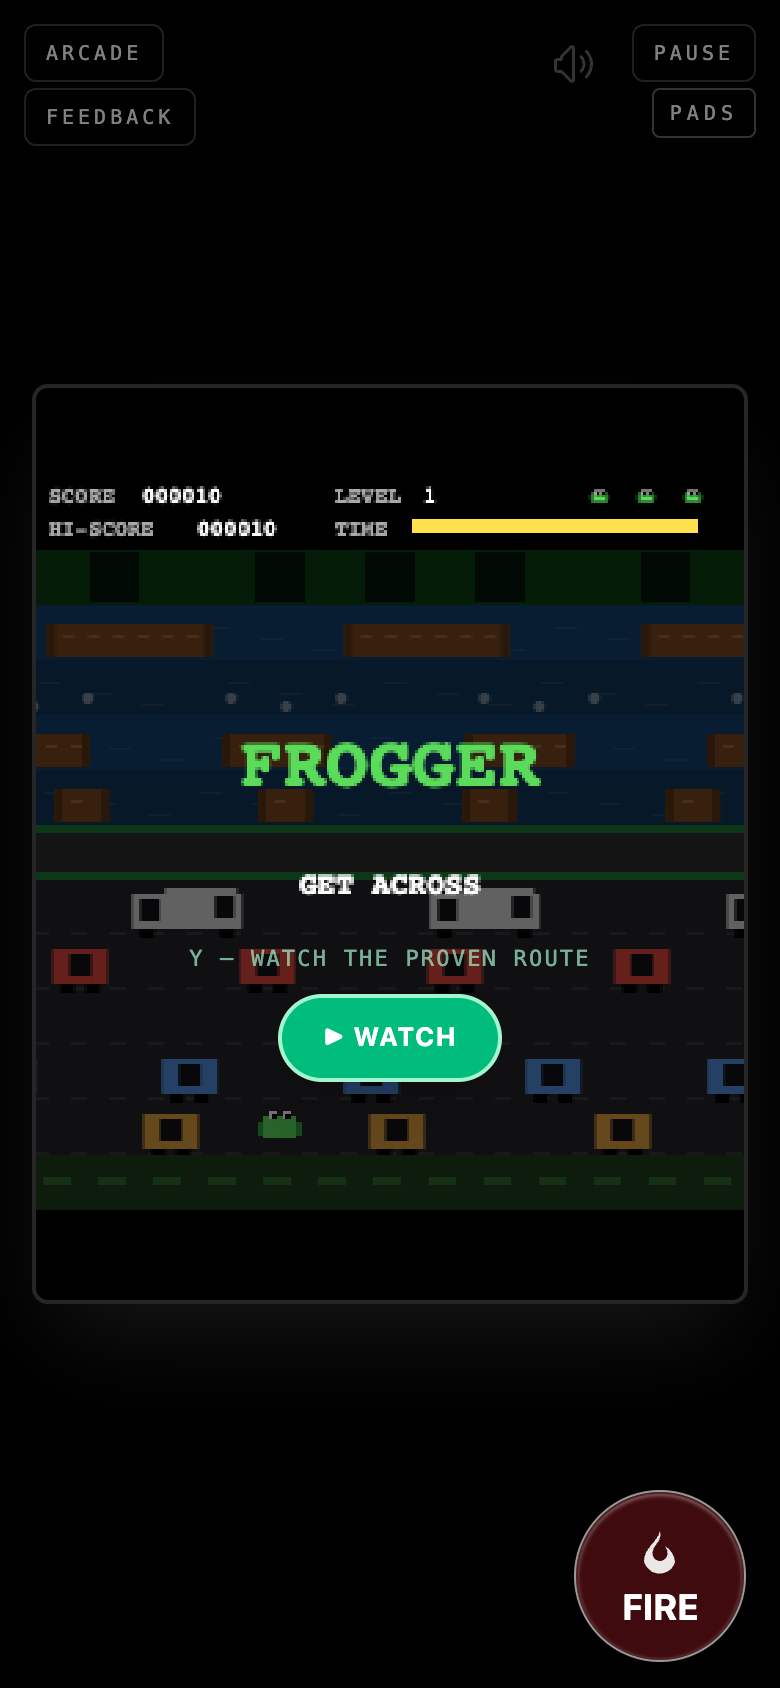 ARCADE
PAUSE
FEEDBACK
PADS
SCORE 000010 LEVEL 1
HI-SCORE 000010 TIME
FROGGER
GET ACROSS
Y — WATCH THE PROVEN ROUTE
WATCH
FIRE